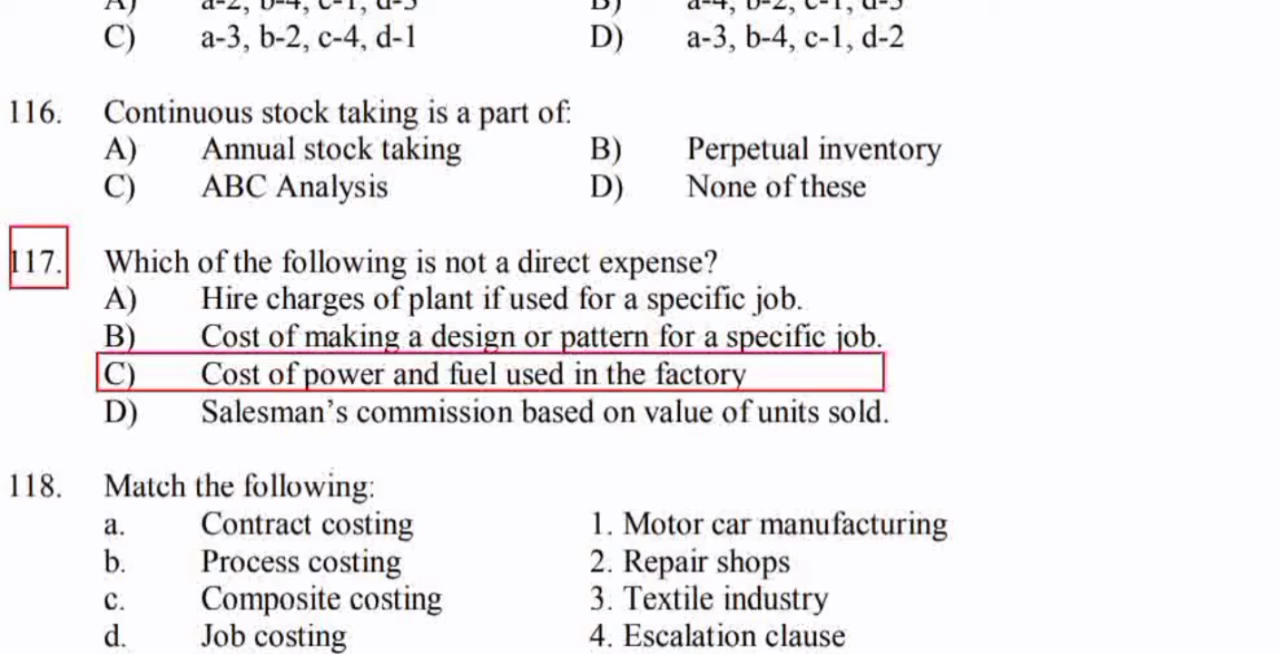 C) a-3, b-2, c-4, d-1 D) a-3, b-4, c-1, d-2
116. Continuous stock taking is a part of:
A) Annual stock taking B) Perpetual inventory
C) ABC Analysis D) None of these
117. Which of the following is not a direct expense?
A) Hire charges of plant if used for a specific job.
B) Cost of making a design or pattern for a specific job.
C) Cost of power and fuel used in the factory
D) Salesman's commission based on value of units sold.
118. Match the following:
a. Contract costing 1. Motor car manufacturing
b. Process costing 2. Repair shops
c. Composite costing 3. Textile industry
d. Job costing 4. Escalation clause